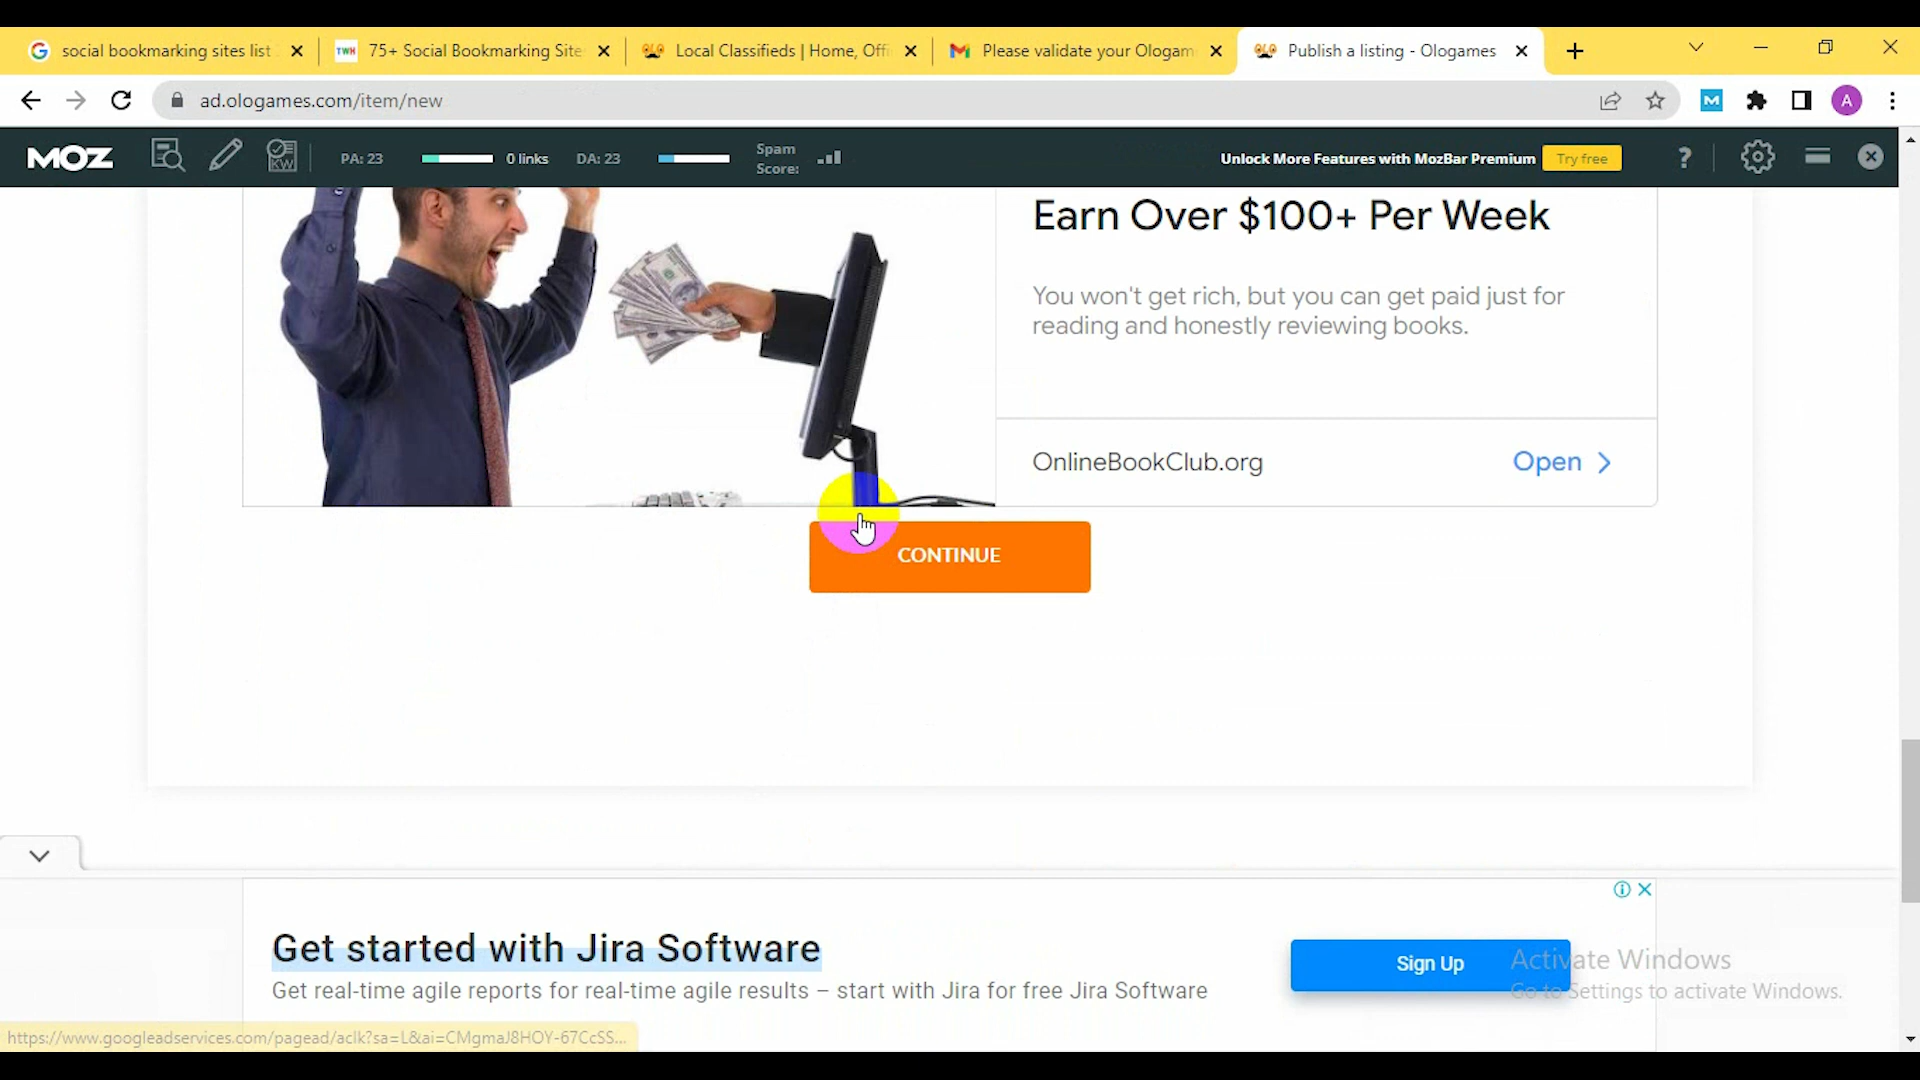 social bookmarking sites list
TWH 75+ Social Bookmarking Site
Local Classifieds | Home, Offi
Please validate your Ologam
Publish a listing - Ologames
ad.ologames.com/item/new
M
A
MOZ
KW
PA: 23
0 links
DA: 23
Spam
Score:
Unlock More Features with MozBar Premium
Try free
?
Earn Over $100+ Per Week
You won't get rich, but you can get paid just for
reading and honestly reviewing books.
OnlineBookClub.org
Open
CONTINUE
Get started with Jira Software
Get real-time agile reports for real-time agile results – start with Jira for free Jira Software
Sign Up
Activate Windows
Go to Settings to activate Windows.
https://www.googleadservices.com/pagead/aclk?sa=L&ai=CMgmaJ8HOY-67CcSS...